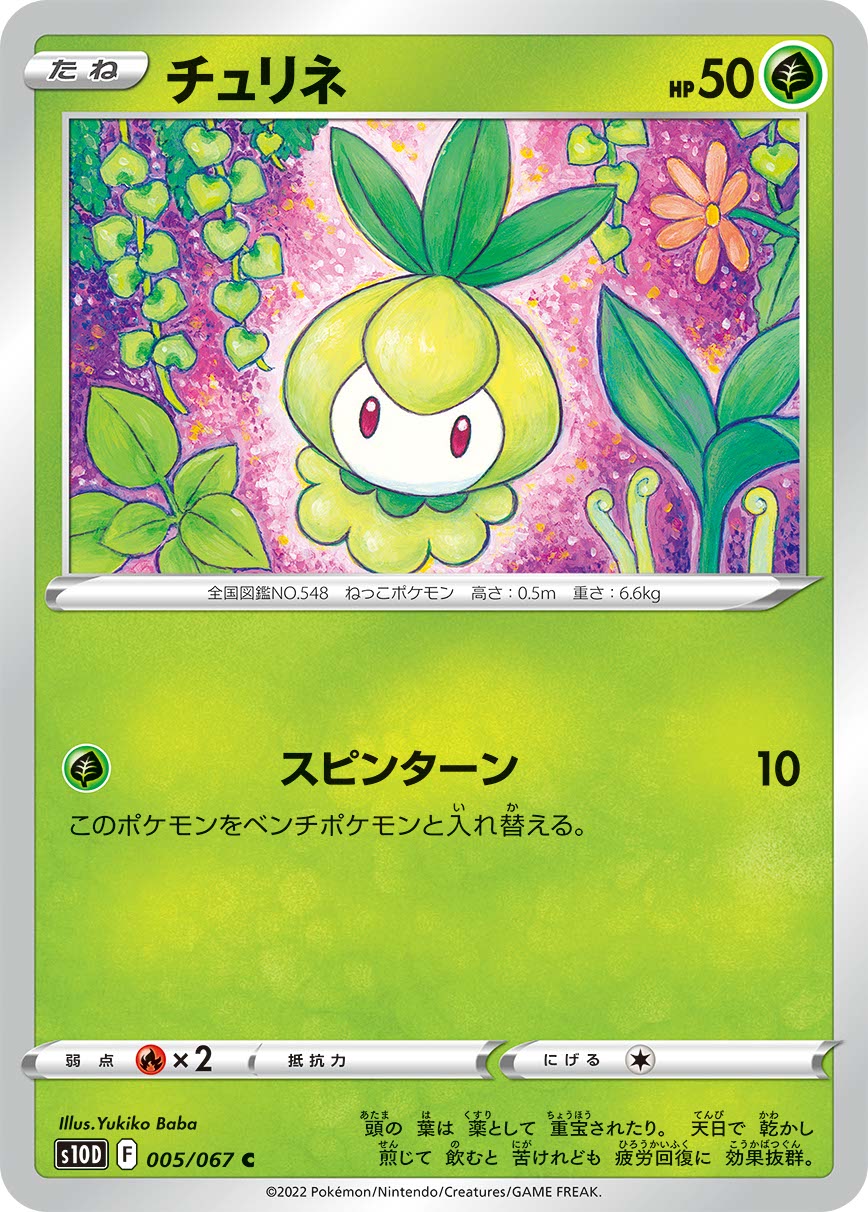 たね チュリネ HP50
全国図鑑NO.548 ねっこポケモン 高さ:0.5m 重さ:6.6kg
スピンターン 10
このポケモンをベンチポケモンと入れ替える。
弱点 ×2 抵抗力 にげる
Illus.Yukiko Baba
頭の 葉は 薬として 重宝されたり。 天日で 乾かし
煎じて 飲むと 苦けれども 疲労回復に 効果抜群。
s10D F 005/067 C
©2022 Pokémon/Nintendo/Creatures/GAME FREAK.